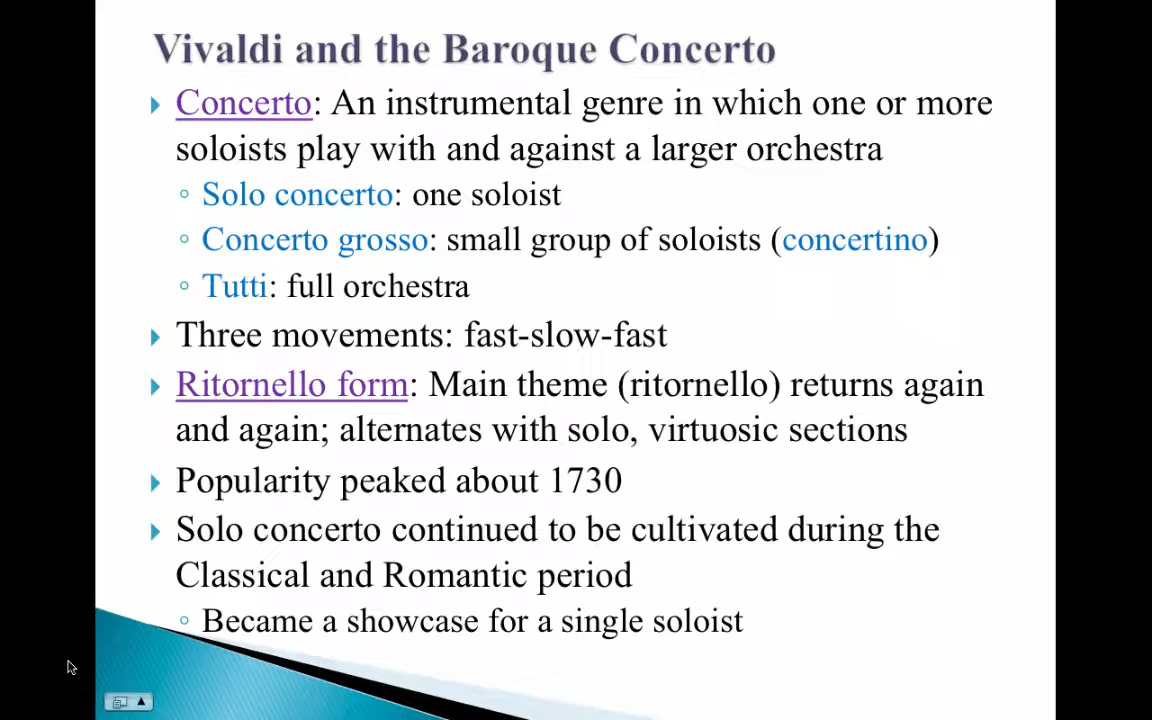 Vivaldi and the Baroque Concerto
Concerto: An instrumental genre in which one or more
soloists play with and against a larger orchestra
Solo concerto: one soloist
Concerto grosso: small group of soloists (concertino)
Tutti: full orchestra
Three movements: fast-slow-fast
Ritornello form: Main theme (ritornello) returns again
and again; alternates with solo, virtuosic sections
Popularity peaked about 1730
Solo concerto continued to be cultivated during the
Classical and Romantic period
Became a showcase for a single soloist